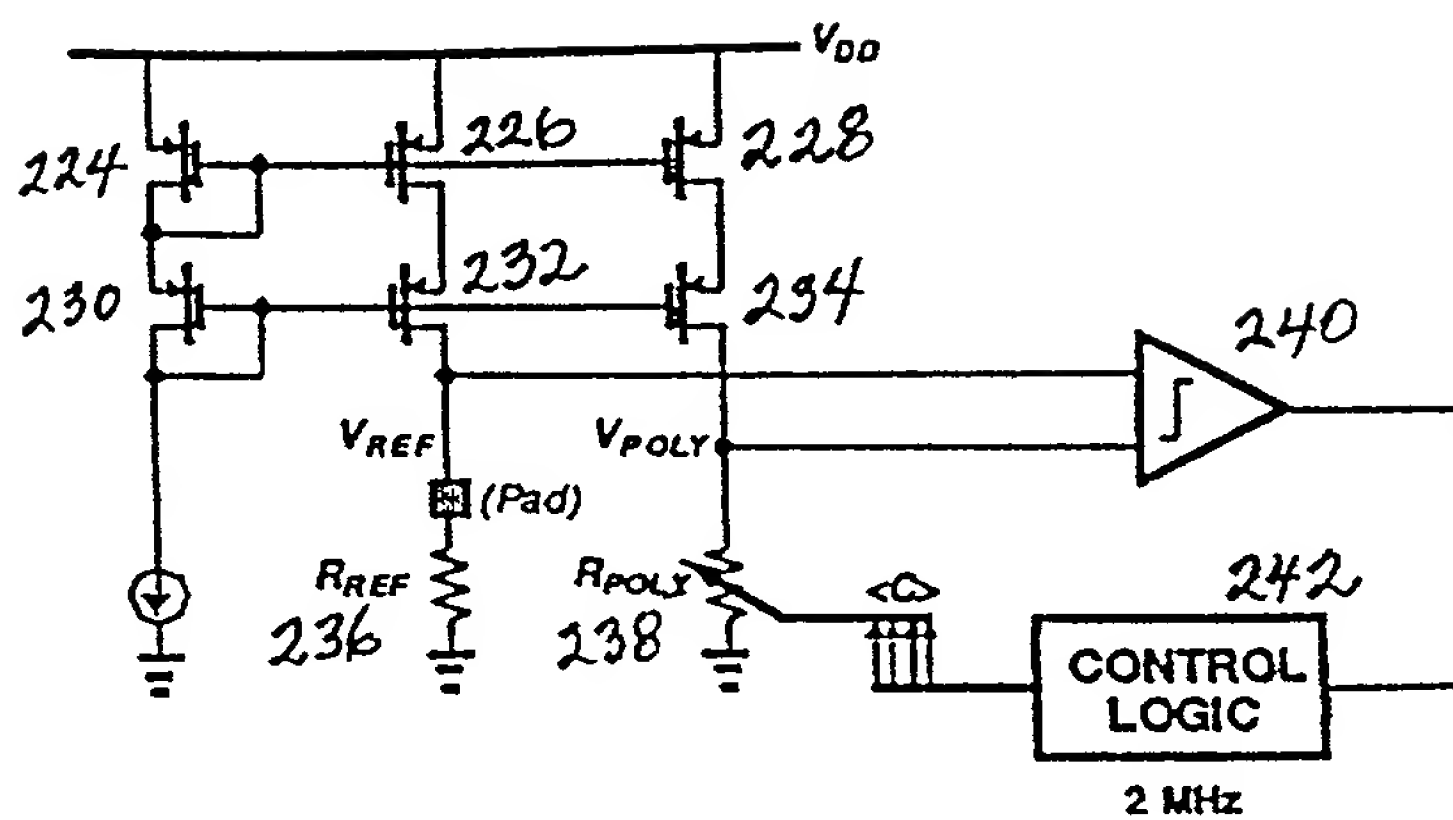 VDD
224
226
228
230
232
234
240
VREF
VPOLY
(Pad)
RREF
236
RPOLY
238
<C>
242
CONTROL
LOGIC
2 MHz